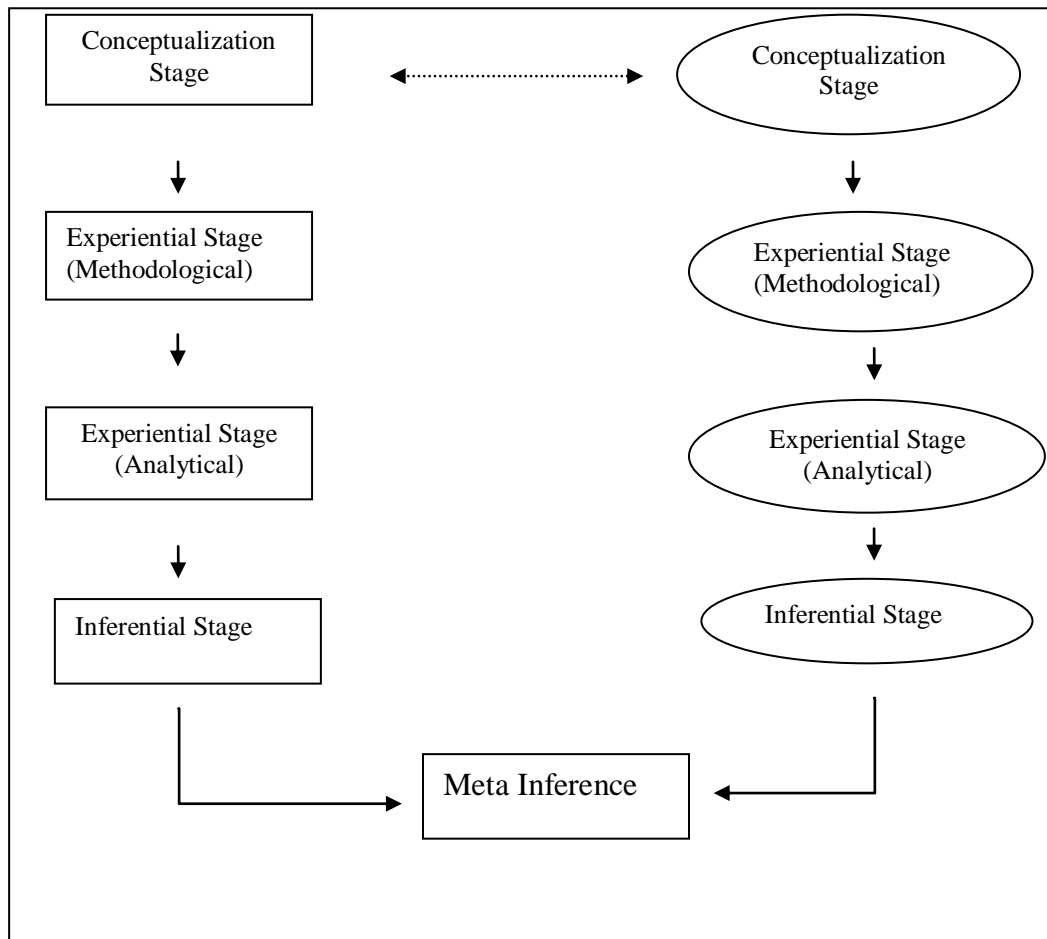 Conceptualization
Stage
Conceptualization
Stage
Experiential Stage
(Methodological)
Experiential Stage
(Methodological)
Experiential Stage
(Analytical)
Experiential Stage
(Analytical)
Inferential Stage
Inferential Stage
Meta Inference